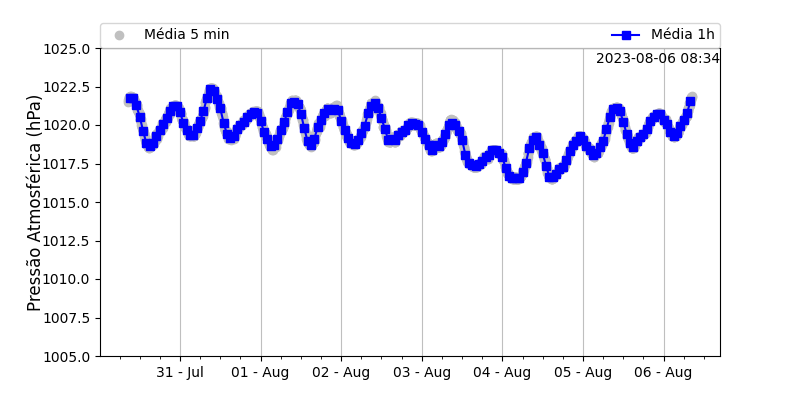 Média 5 min
Média 1h
2023-08-06 08:34
Pressão Atmosférica (hPa)
1025.0
1022.5
1020.0
1017.5
1015.0
1012.5
1010.0
1007.5
1005.0
31 - Jul
01 - Aug
02 - Aug
03 - Aug
04 - Aug
05 - Aug
06 - Aug